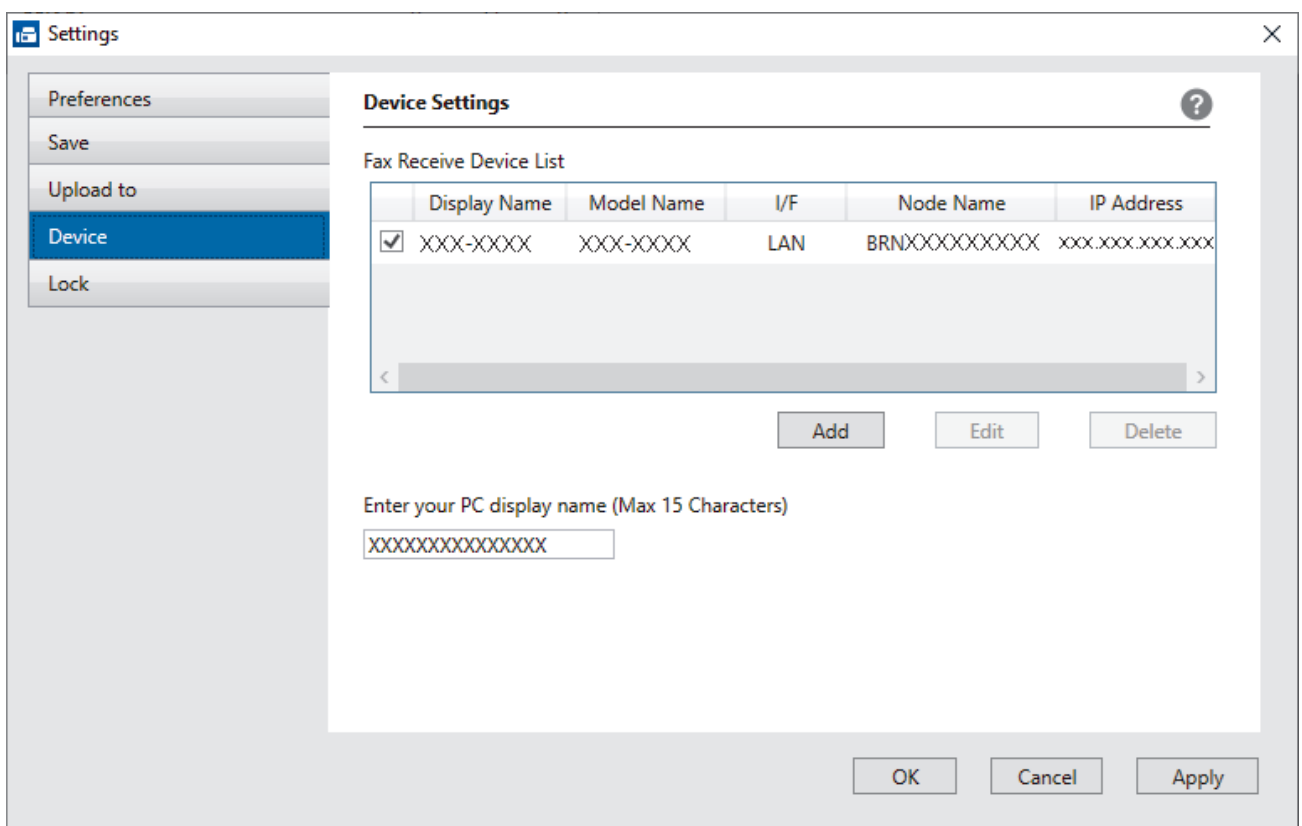 Settings
Preferences
Save
Upload to
Device
Lock
Device Settings
?
Fax Receive Device List
Display Name Model Name I/F Node Name IP Address
XXX-XXXX XXX-XXXX LAN BRNXXXXXXXXX XXX.XXX.XXX.XXX
Add Edit Delete
Enter your PC display name (Max 15 Characters)
XXXXXXXXXXXXXXX
OK Cancel Apply